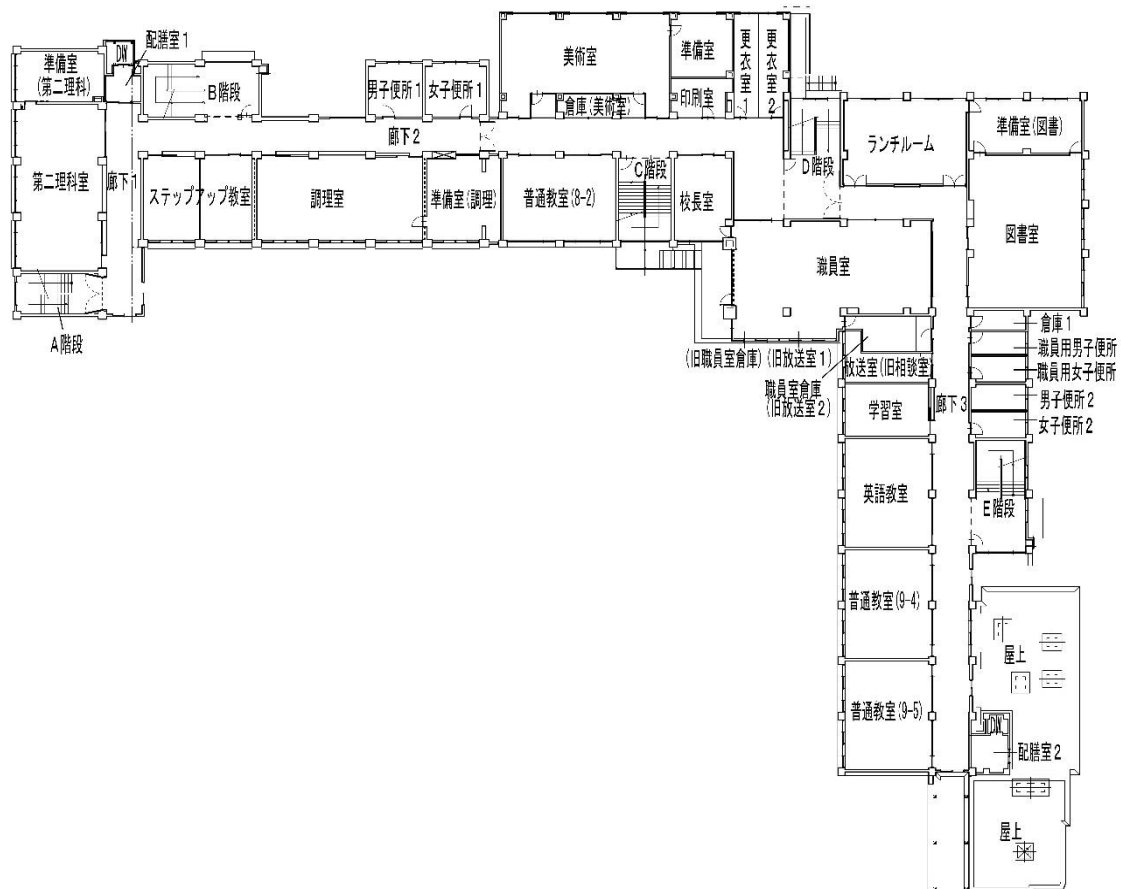 配膳室1
DW
準備室
(第二理科)
B階段
男子便所1
女子便所1
美術室
準備室
更衣室1
更衣室2
倉庫(美術室)
印刷室
廊下1
廊下2
第二理科室
ステップアップ教室
調理室
準備室(調理)
普通教室(8-2)
C階段
校長室
D階段
ランチルーム
準備室(図書)
図書室
職員室
A階段
(旧職員室倉庫)
(旧放送室1)
放送室(旧相談室)
職員室倉庫
(旧放送室2)
倉庫1
職員用男子便所
職員用女子便所
男子便所2
女子便所2
学習室
廊下3
英語教室
E階段
普通教室(9-4)
屋上
普通教室(9-5)
DW
配膳室2
屋上